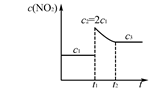 c(NO₂)
c₂=2c₁
c₃
c₁
t₁ t₂ t